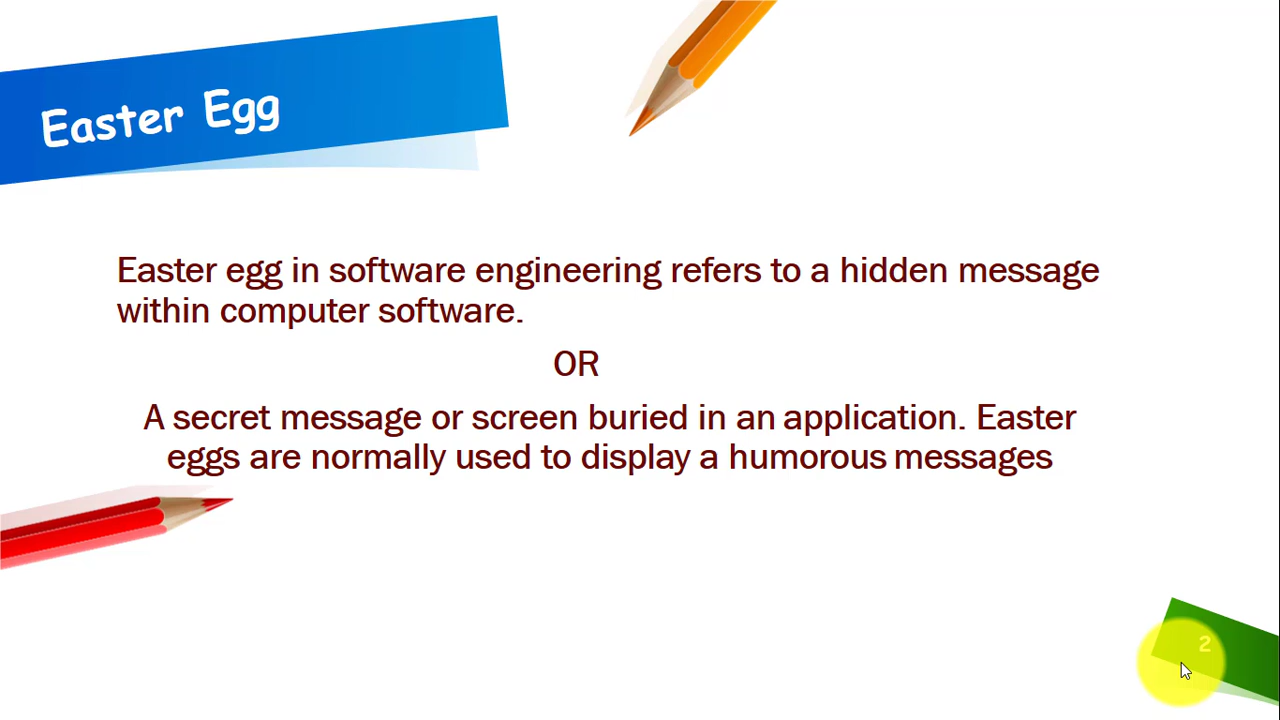 Easter Egg
Easter egg in software engineering refers to a hidden message
within computer software.
OR
A secret message or screen buried in an application. Easter
eggs are normally used to display a humorous messages
2